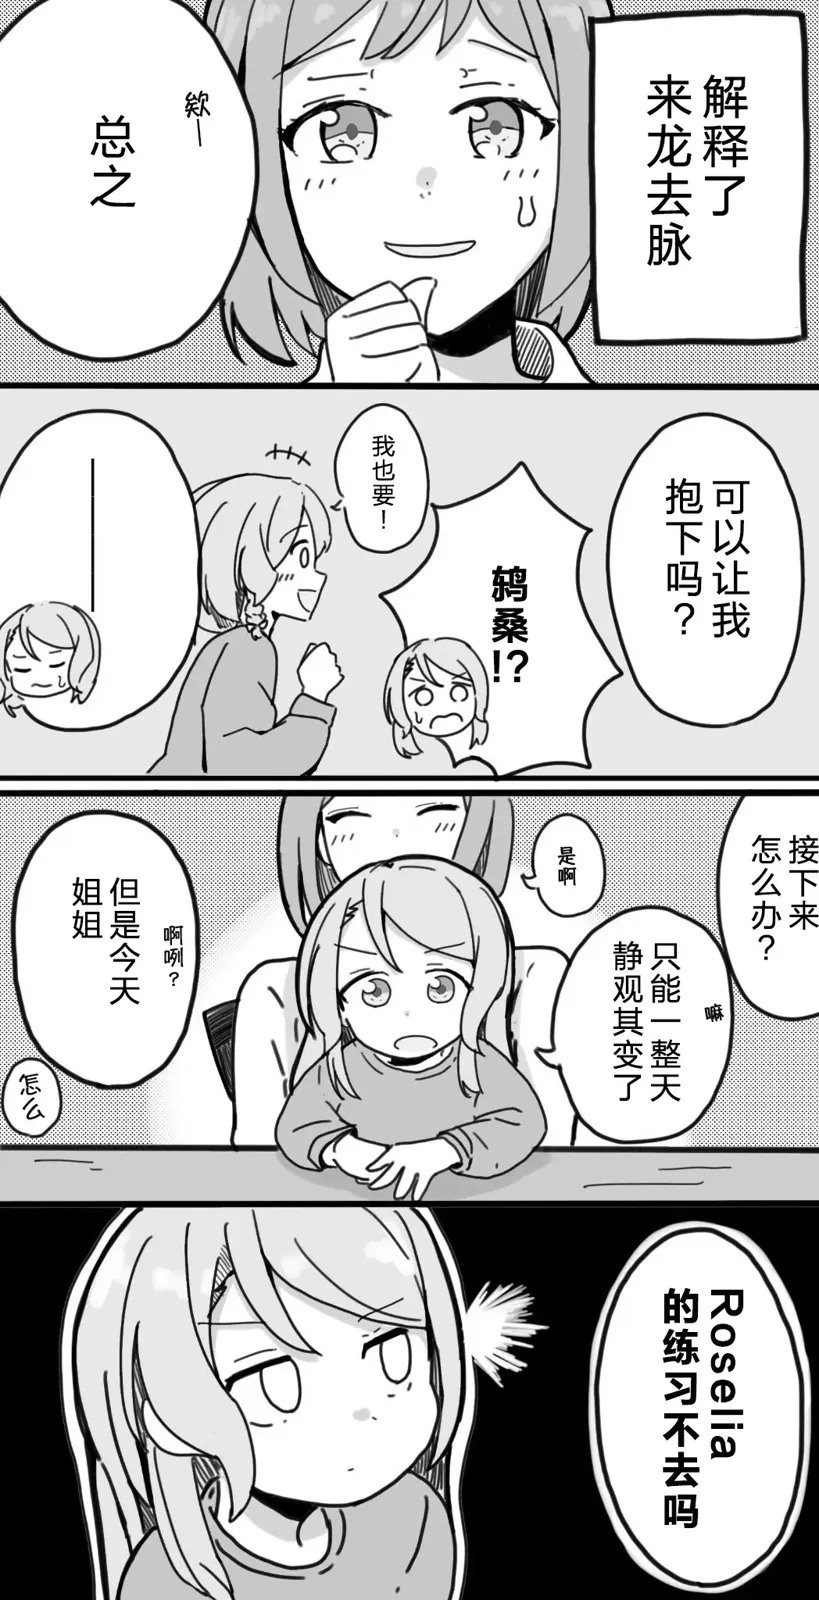 解释了
来龙去脉
欸—
总之
可以让我
抱下吗？
鸫桑!?
我也要！
接下来
怎么办？
是啊
嘛
只能一整天
静观其变了
啊咧？
但是今天
姐姐
怎么
Roselia
的练习不去吗